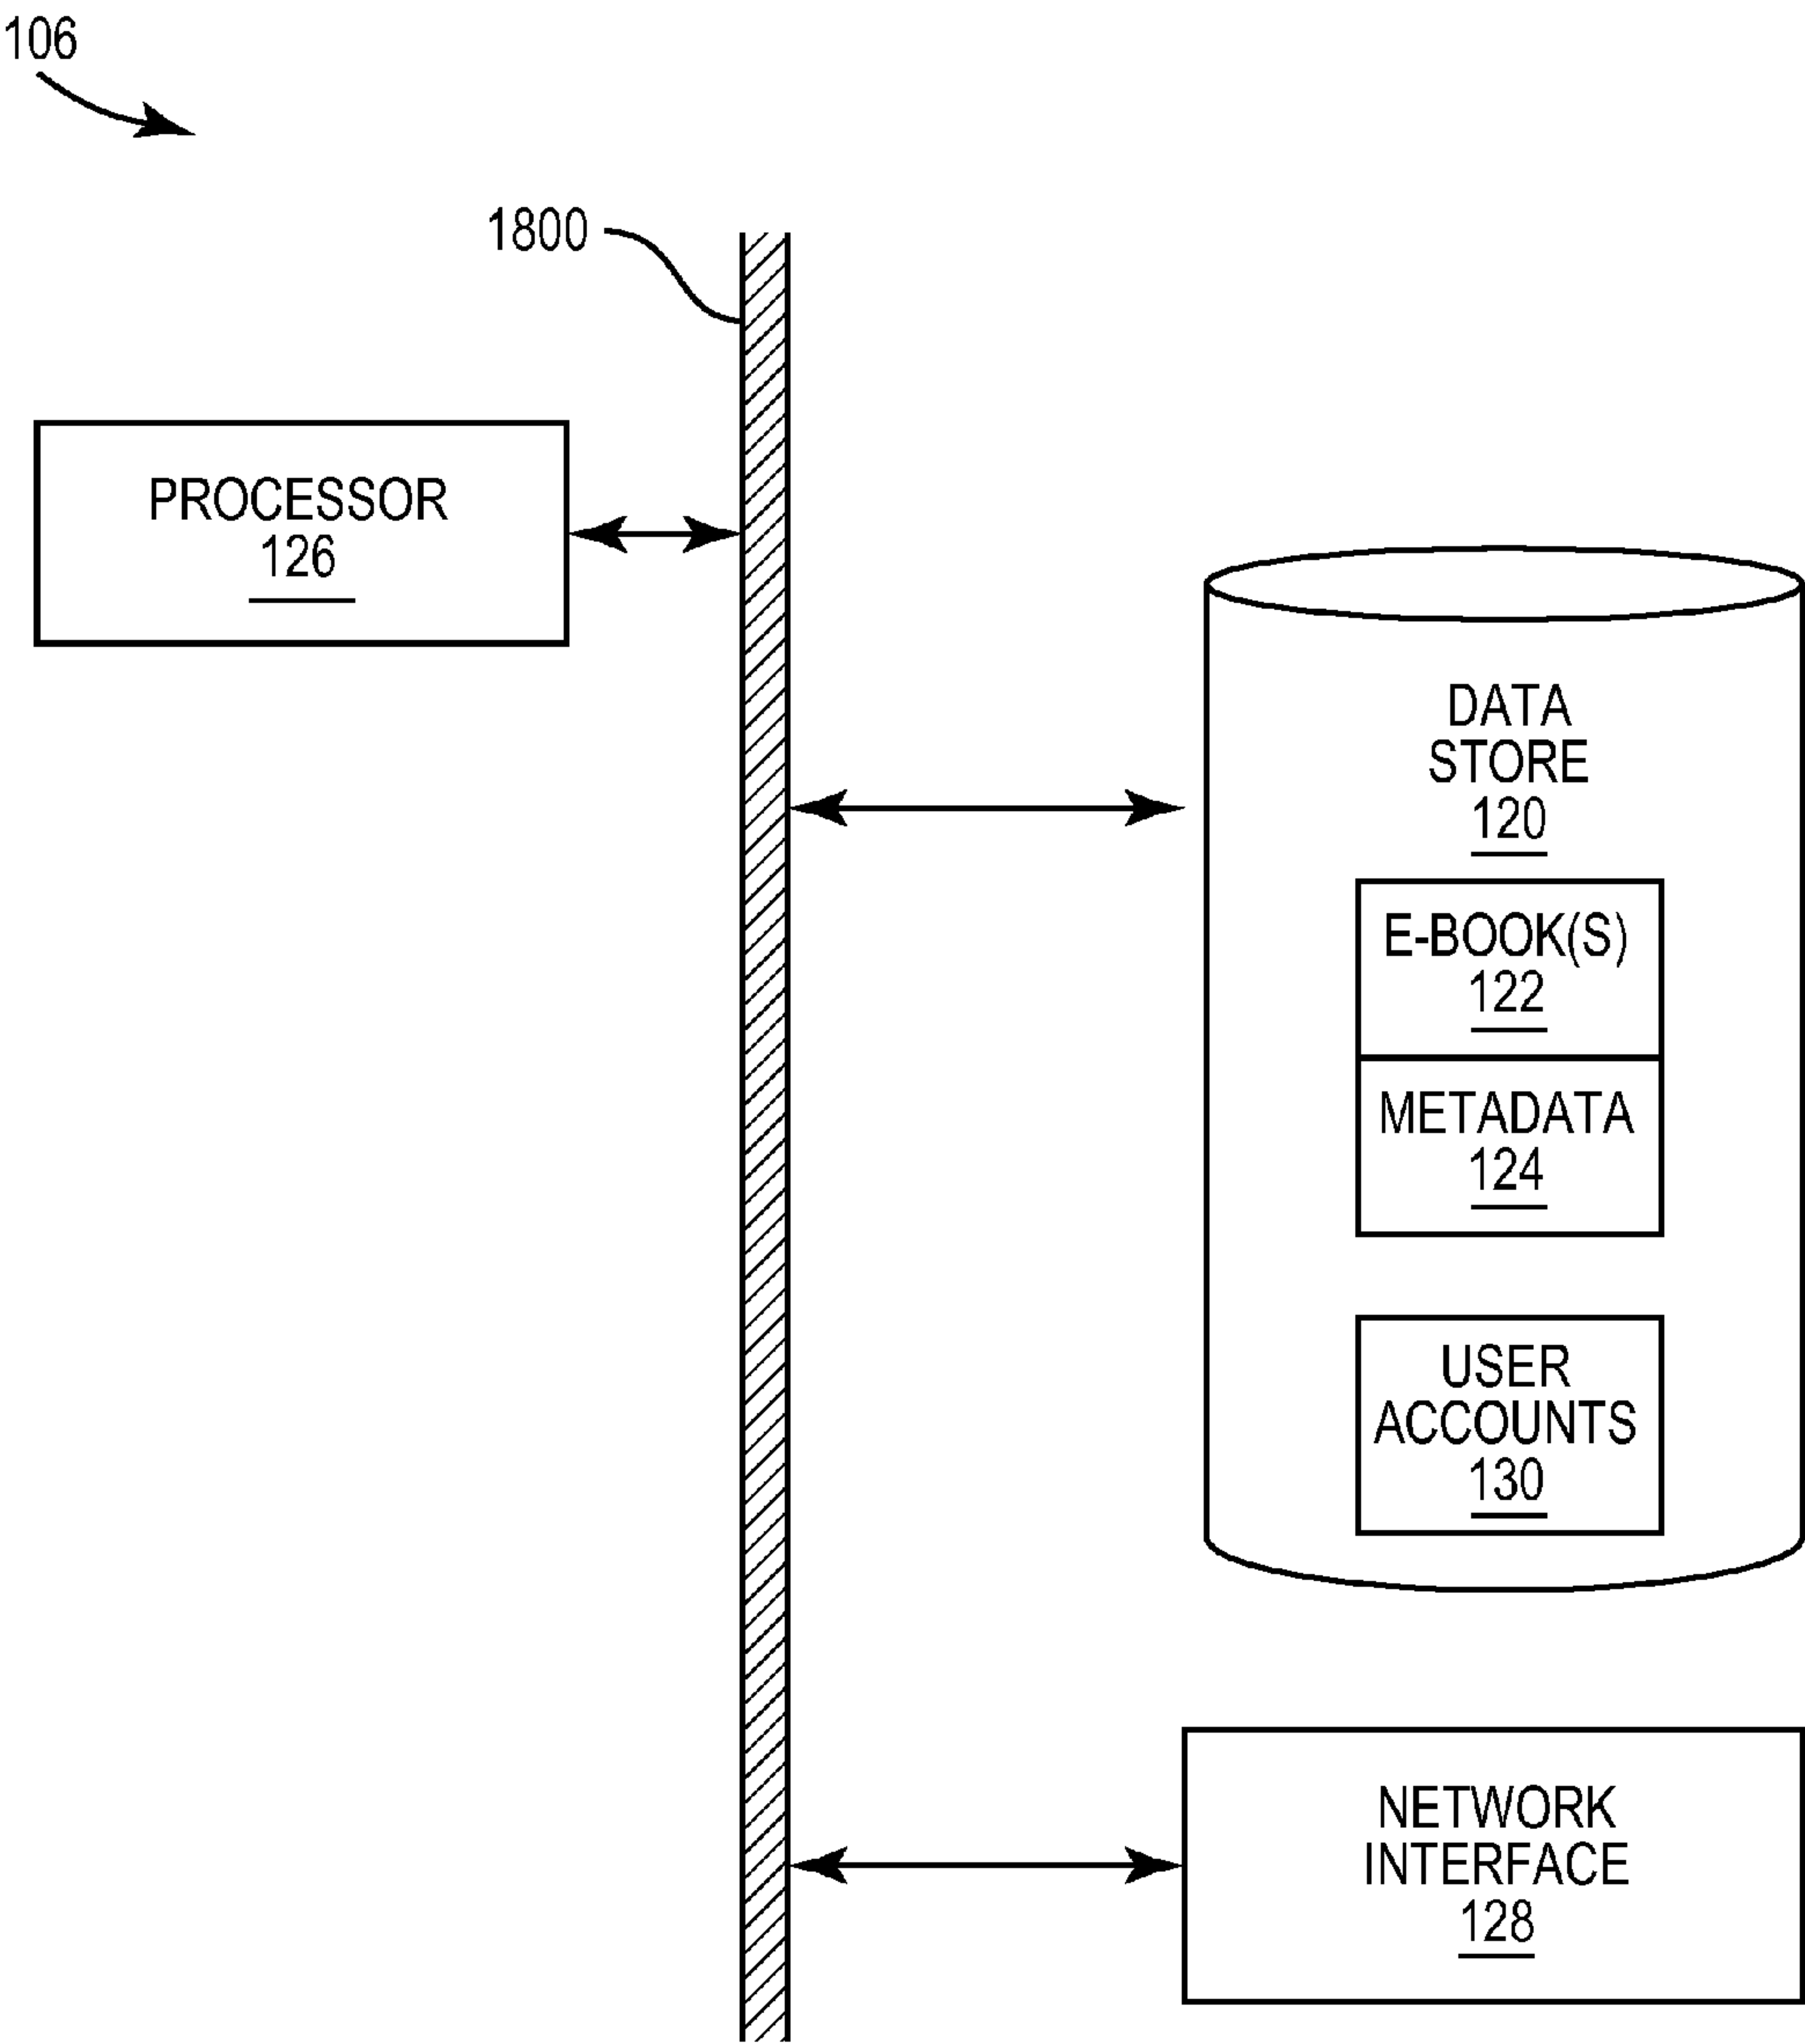 106
1800
PROCESSOR
126
DATA
STORE
120
E-BOOK(S)
122
METADATA
124
USER
ACCOUNTS
130
NETWORK
INTERFACE
128